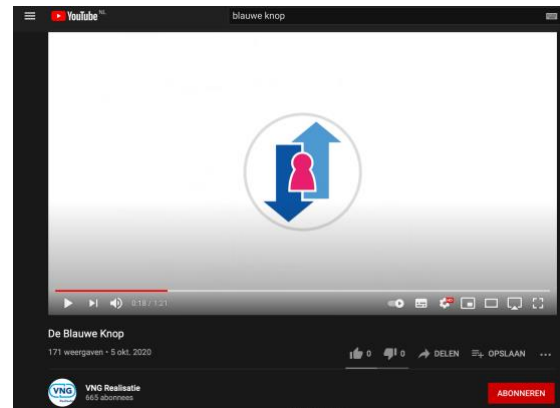 YouTube NL
blauwe knop
0:18 / 1:21
De Blauwe Knop
171 weergaven • 5 okt. 2020
0 0 DELEN OPSLAAN
VNG
VNG Realisatie
665 abonnees
ABONNEREN